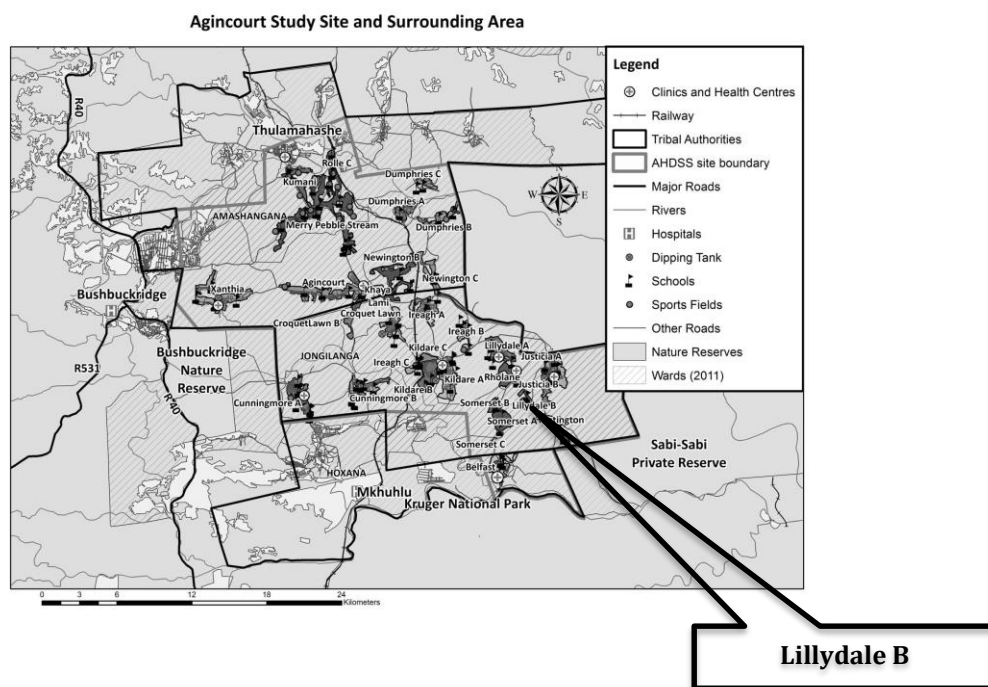 Agincourt Study Site and Surrounding Area
R40
Thulamahashe
Rolle C
Kumani
Dumphries C
Dumphries A
AMASHANGANA
Merry Pebble Stream
Dumphries B
N
W
E
S
Newington B
Newington C
Xanthia
Agincourt
Khaya
Lami
Bushbuckridge
H
Croquet Lawn
Ireagh A
CroquetLawn B
Ireagh B
Bushbuckridge
Nature
Reserve
JONGILANGA
Kildare C
Lillydale A
Justicia A
Ireagh C
Rholane
R531
Kildare A
Justicia B
R40
Kildare B
Cunningmore A
Cunningmore B
Somerset B
Lillydale B
Somerset A
Somerset C
Sabi-Sabi
Private Reserve
HOXANA
Belfast
Mkhuhlu
Kruger National Park
Legend
Clinics and Health Centres
Railway
Tribal Authorities
AHDSS site boundary
Major Roads
Rivers
H Hospitals
Dipping Tank
Schools
Sports Fields
Other Roads
Nature Reserves
Wards (2011)
0 3 6 12 18 24
Kilometers
Lillydale B